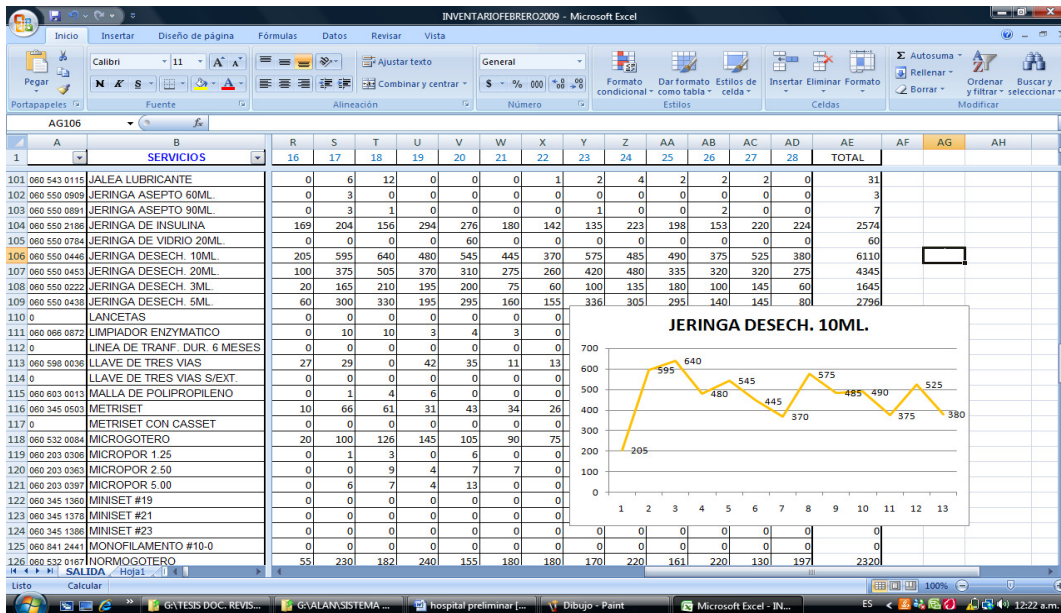 INVENTARIOFEBRERO2009 - Microsoft Excel
Inicio Insertar Diseño de página Fórmulas Datos Revisar Vista
Calibri 11 Ajustar texto General Σ Autosuma
Pegar N K S Combinar y centrar $ % 000 Formato condicional Dar formato como tabla Estilos de celda Insertar Eliminar Formato Rellenar Borrar Ordenar y filtrar Buscar y seleccionar
Portapapeles Fuente Alineación Número Estilos Celdas Modificar
AG106 fx
A B R S T U V W X Y Z AA AB AC AD AE AF AG AH
1 SERVICIOS 16 17 18 19 20 21 22 23 24 25 26 27 28 TOTAL
101 060 543 0115 JALEA LUBRICANTE 0 6 12 0 0 0 1 2 4 2 2 2 0 31
102 060 550 0909 JERINGA ASEPTO 60ML. 0 3 0 0 0 0 0 0 0 0 0 0 0 3
103 060 550 0891 JERINGA ASEPTO 90ML. 0 3 1 0 0 0 0 1 0 0 2 0 0 7
104 060 550 2186 JERINGA DE INSULINA 169 204 156 294 276 180 142 135 223 198 153 220 224 2574
105 060 550 0784 JERINGA DE VIDRIO 20ML. 0 0 0 0 60 0 0 0 0 0 0 0 0 60
106 060 550 0446 JERINGA DESECH. 10ML. 205 595 640 480 545 445 370 575 485 490 375 525 380 6110
107 060 550 0453 JERINGA DESECH. 20ML. 100 375 505 370 310 275 260 420 480 335 320 320 275 4345
108 060 550 0222 JERINGA DESECH. 3ML. 20 165 210 195 200 75 60 100 135 180 100 145 60 1645
109 060 550 0438 JERINGA DESECH. 5ML. 60 300 330 195 295 160 155 336 305 295 140 145 80 2796
110 0 LANCETAS 0 0 0 0 0 0 0
111 060 066 0872 LIMPIADOR ENZYMATICO 0 10 10 3 4 3 0
112 0 LINEA DE TRANF. DUR. 6 MESES 0 0 0 0 0 0 0
113 060 598 0036 LLAVE DE TRES VIAS 27 29 0 42 35 11 13
114 0 LLAVE DE TRES VIAS S/EXT. 0 0 0 0 0 0 0
115 060 603 0013 MALLA DE POLIPROPILENO 0 1 4 6 0 0 0
116 060 345 0503 METRISET 10 66 61 31 43 34 26
117 0 METRISET CON CASSET 0 0 0 0 0 0 0
118 060 532 0084 MICROGOTERO 20 100 126 145 105 90 75
119 060 203 0306 MICROPOR 1.25 0 1 3 0 6 0 0
120 060 203 0363 MICROPOR 2.50 0 0 9 4 7 7 0
121 060 203 0397 MICROPOR 5.00 0 6 7 4 13 0 0
122 060 345 1360 MINISET #19 0 0 0 0 0 0 0
123 060 345 1378 MINISET #21 0 0 0 0 0 0 0
124 060 345 1386 MINISET #23 0 0 0 0 0 0 0 0 0 0 0 0 0 0
125 060 841 2441 MONOFILAMENTO #10-0 0 0 0 0 0 0 0 0 0 0 0 0 0 0
126 060 532 0167 NORMOGOTERO 55 230 182 240 155 180 180 170 220 161 220 130 197 2320
JERINGA DESECH. 10ML.
700
600
500
400
300
200
100
0
205 595 640 480 545 445 370 575 485 490 375 525 380
1 2 3 4 5 6 7 8 9 10 11 12 13
SALIDA Hoja1
Listo Calcular 100%
G:\TESIS DOC. REVIS... G:\ALAN\SISTEMA ... hospital preliminar [... Dibujo - Paint Microsoft Excel - IN... ES 12:22 a.m.